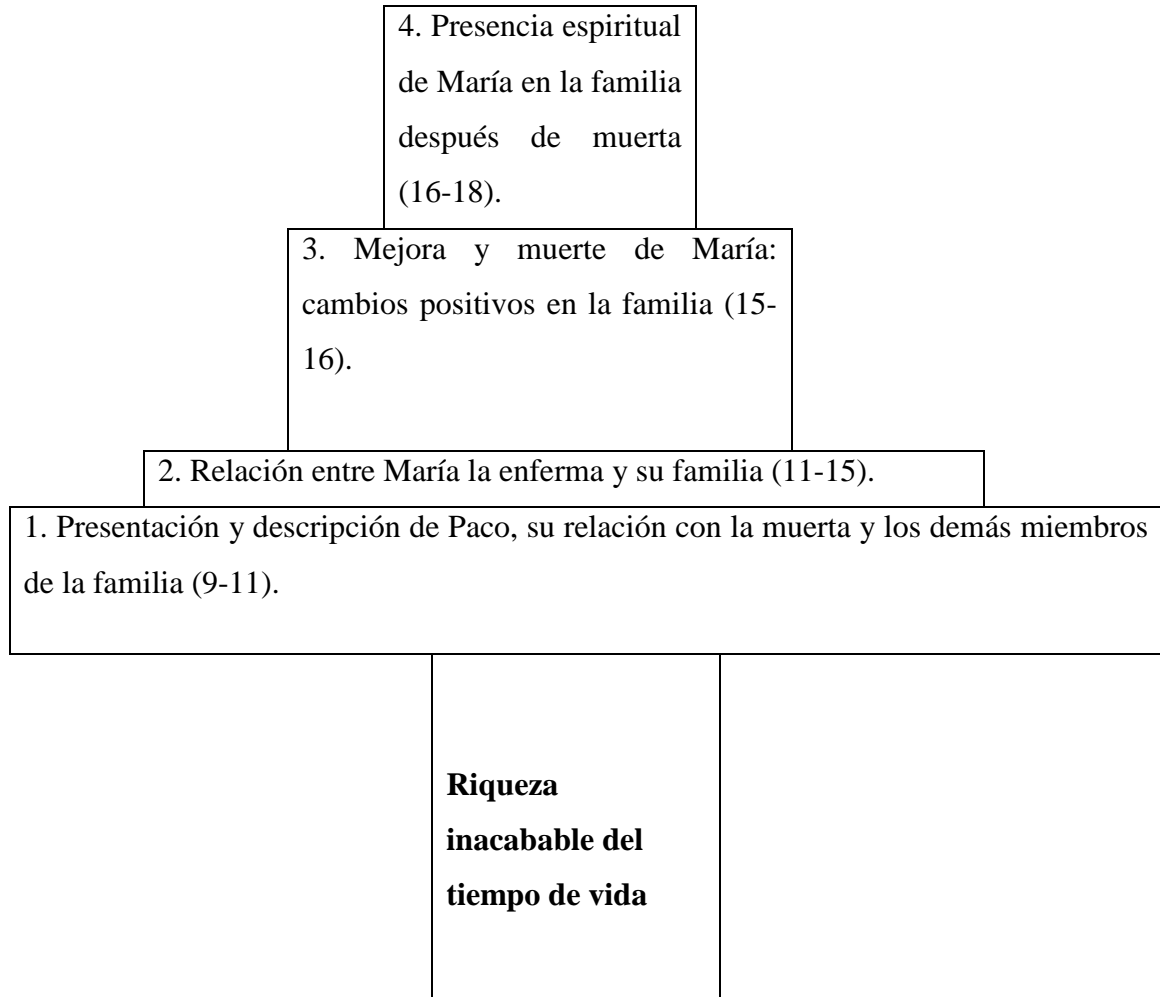 4. Presencia espiritual
de María en la familia
después de muerta
(16-18).
3. Mejora y muerte de María:
cambios positivos en la familia (15-
16).
2. Relación entre María la enferma y su familia (11-15).
1. Presentación y descripción de Paco, su relación con la muerta y los demás miembros
de la familia (9-11).
Riqueza
inacabable del
tiempo de vida